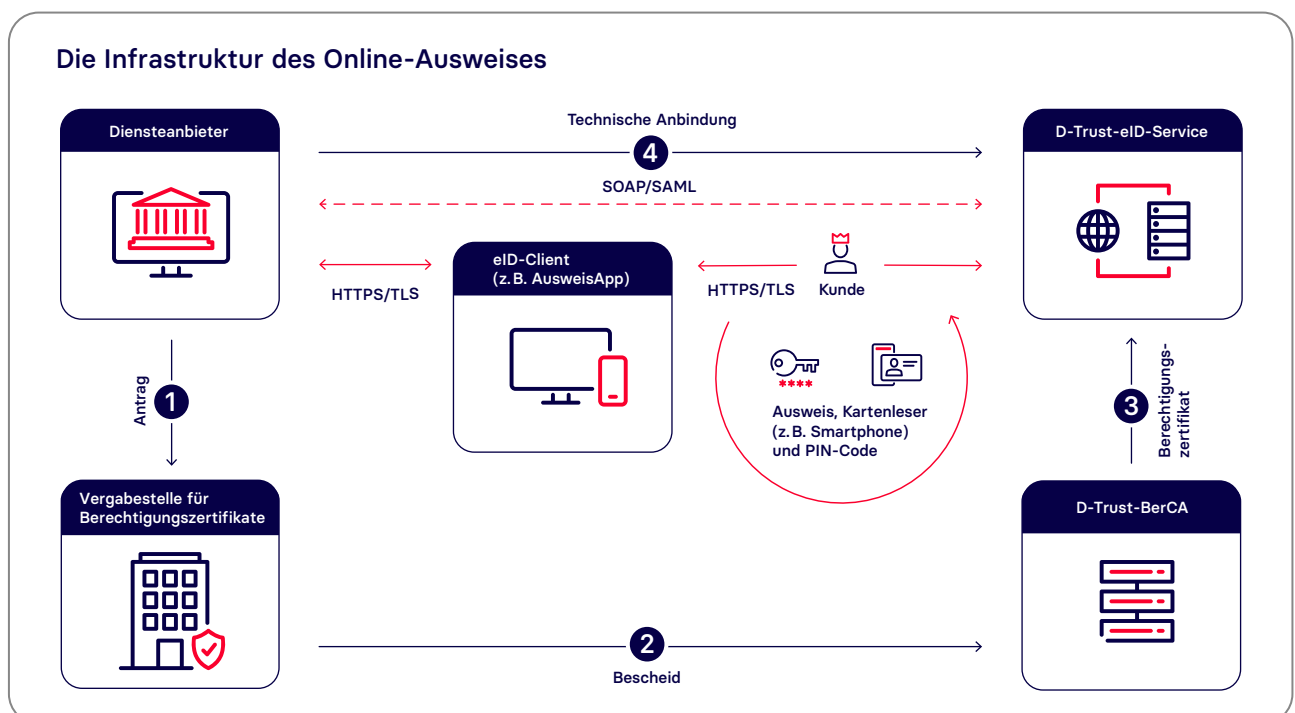 Die Infrastruktur des Online-Ausweises
Diensteanbieter
Technische Anbindung
4
SOAP/SAML
D-Trust-eID-Service
HTTPS/TLS
eID-Client
(z. B. AusweisApp)
HTTPS/TLS
Kunde
****
Ausweis, Kartenleser
(z. B. Smartphone)
und PIN-Code
Antrag
1
3
Berechtigungs-
zertifikat
Vergabestelle für
Berechtigungszertifikate
D-Trust-BerCA
2
Bescheid